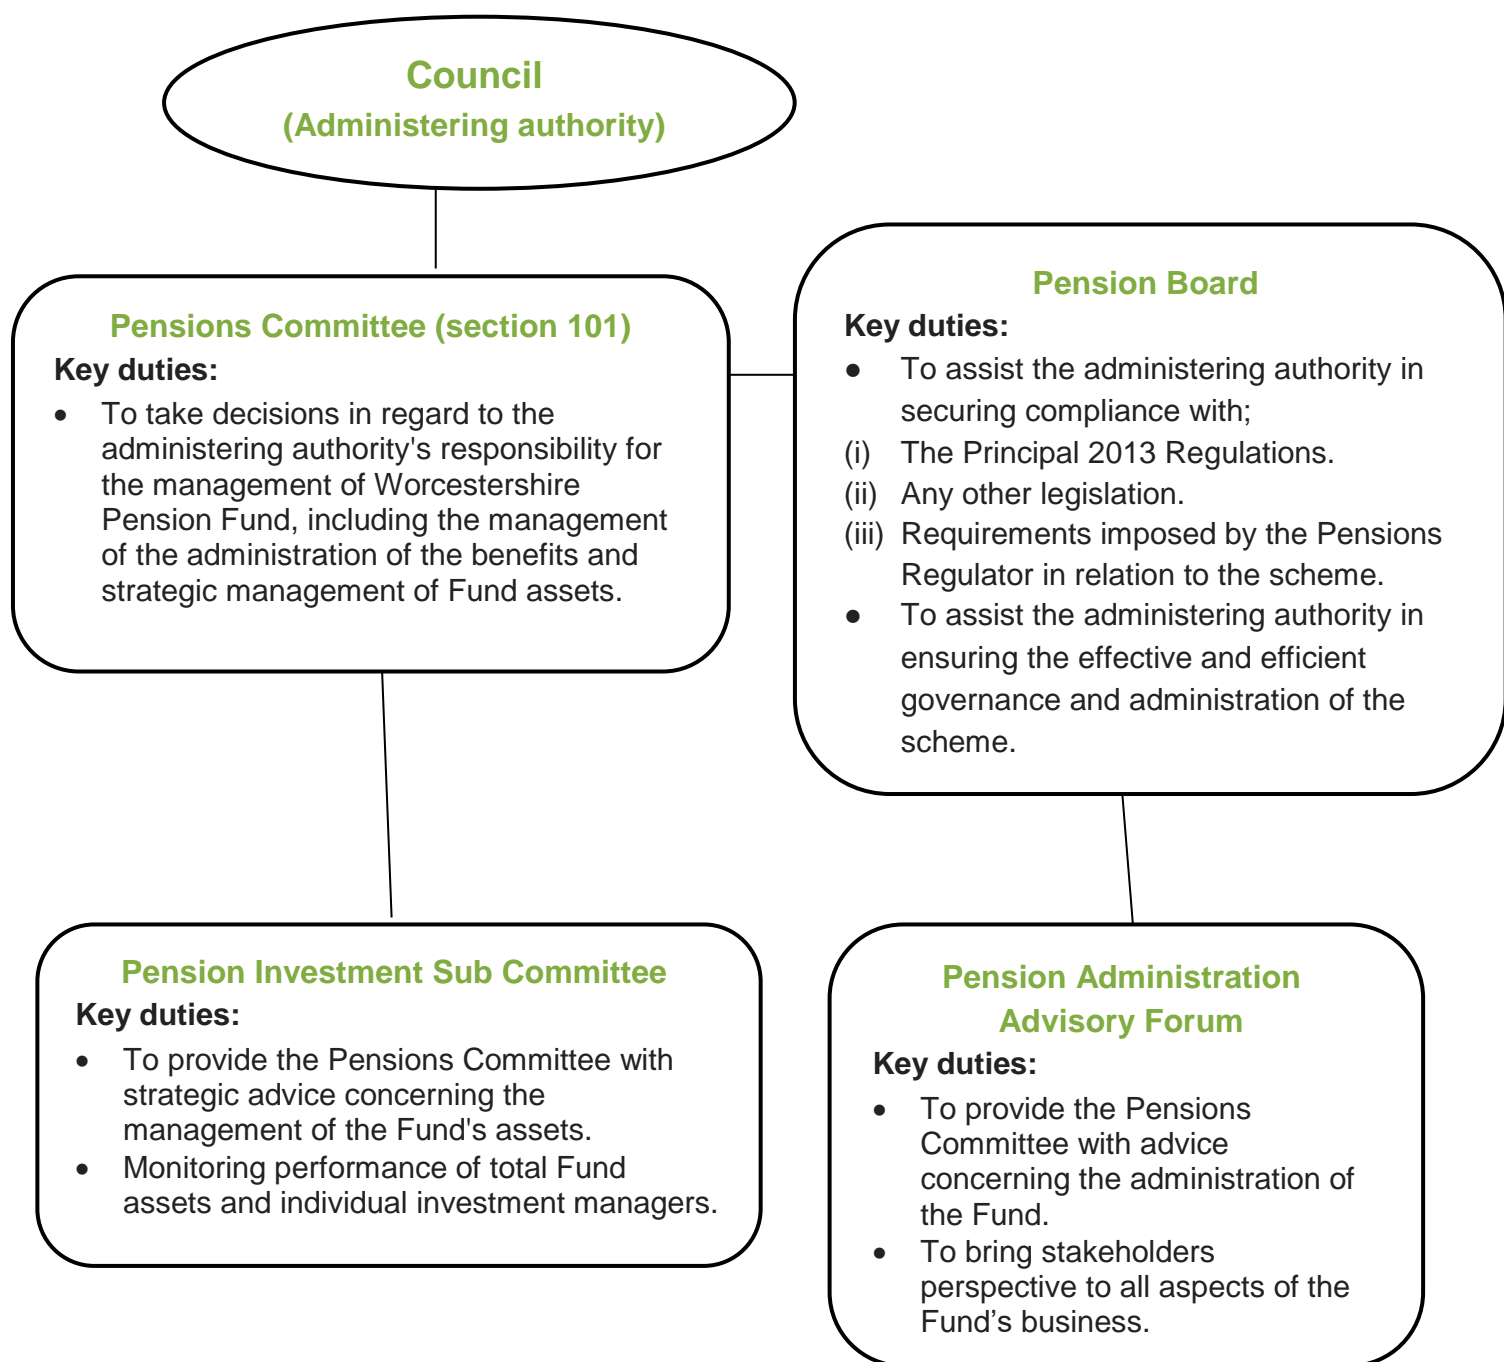 Council
(Administering authority)
Pensions Committee (section 101)
Key duties:
• To take decisions in regard to the
administering authority's responsibility for
the management of Worcestershire
Pension Fund, including the management
of the administration of the benefits and
strategic management of Fund assets.
Pension Board
Key duties:
● To assist the administering authority in
securing compliance with;
(i) The Principal 2013 Regulations.
(ii) Any other legislation.
(iii) Requirements imposed by the Pensions
Regulator in relation to the scheme.
● To assist the administering authority in
ensuring the effective and efficient
governance and administration of the
scheme.
Pension Investment Sub Committee
Key duties:
• To provide the Pensions Committee with
strategic advice concerning the
management of the Fund's assets.
• Monitoring performance of total Fund
assets and individual investment managers.
Pension Administration
Advisory Forum
Key duties:
• To provide the Pensions
Committee with advice
concerning the administration of
the Fund.
• To bring stakeholders
perspective to all aspects of the
Fund’s business.